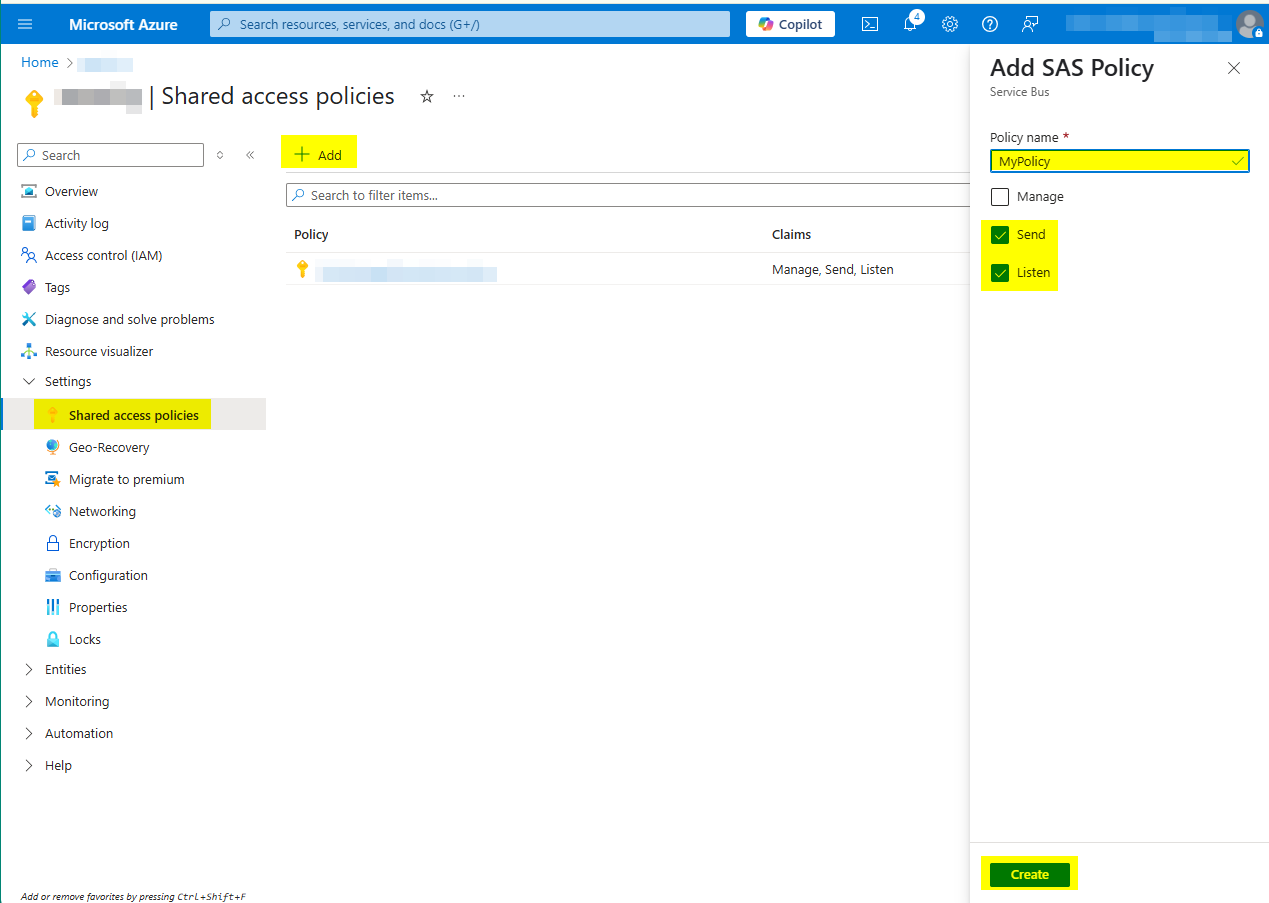 Microsoft Azure
Search resources, services, and docs (G+/)
Copilot
4
Home
| Shared access policies
Search
Add
Overview
Activity log
Access control (IAM)
Tags
Diagnose and solve problems
Resource visualizer
Settings
Shared access policies
Geo-Recovery
Migrate to premium
Networking
Encryption
Configuration
Properties
Locks
Entities
Monitoring
Automation
Help
Add or remove favorites by pressing Ctrl+Shift+F
Search to filter items...
Policy Claims
Manage, Send, Listen
Add SAS Policy
Service Bus
Policy name *
MyPolicy
Manage
Send
Listen
Create